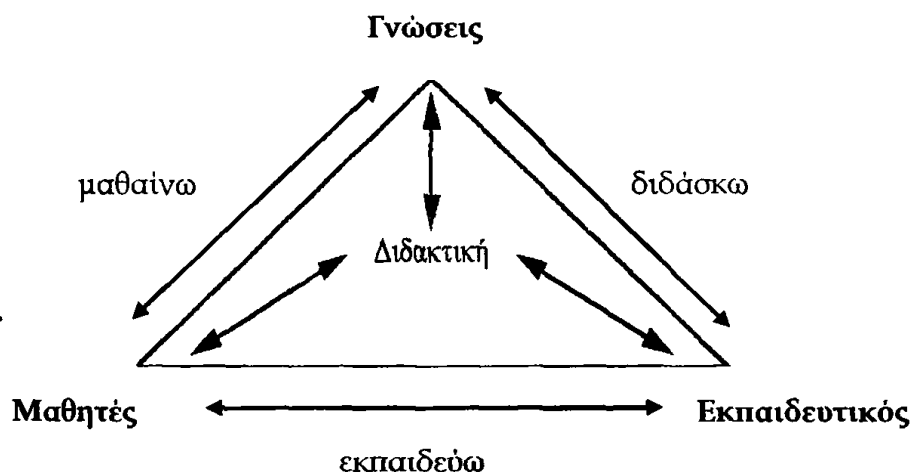 Γνώσεις
μαθαίνω
διδάσκω
Διδακτική
Μαθητές
Εκπαιδευτικός
εκπαιδεύω